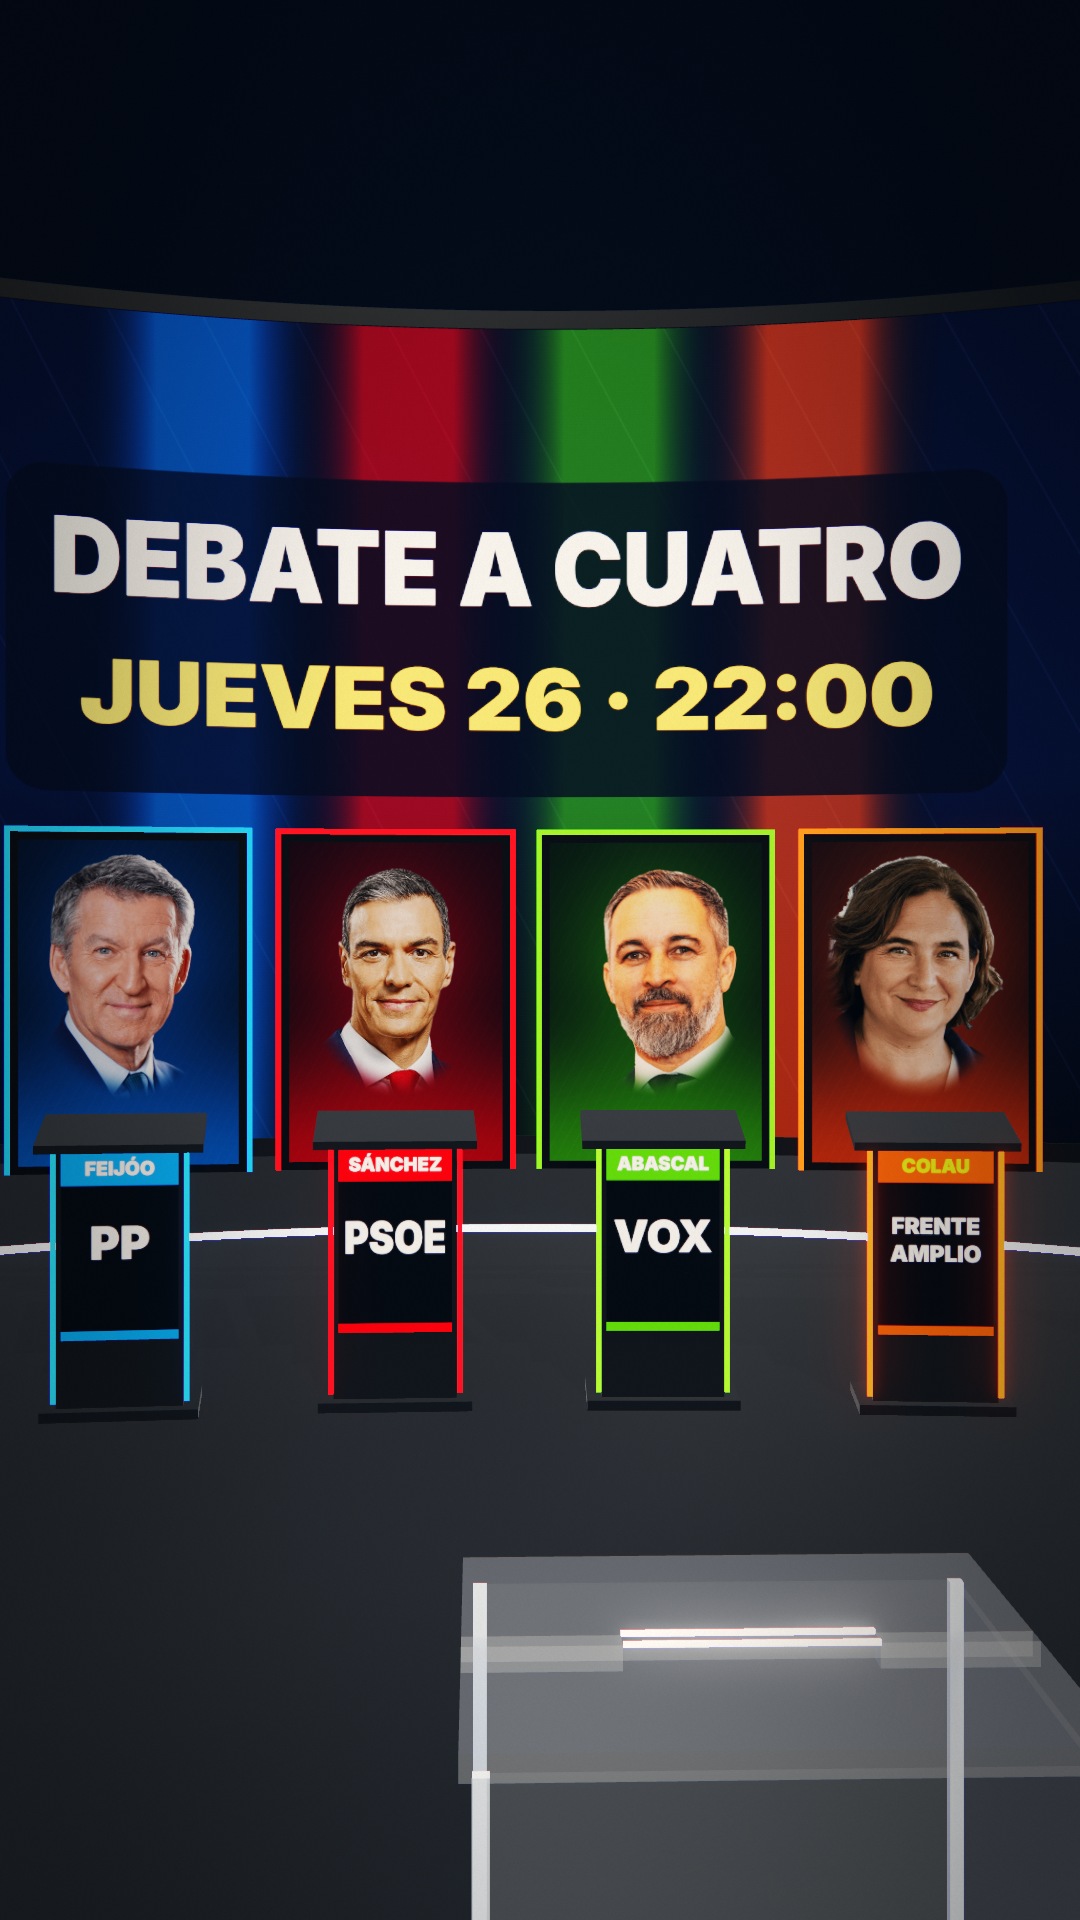 DEBATE A CUATRO
JUEVES 26 · 22:00
FEIJÓO
PP
SÁNCHEZ
PSOE
ABASCAL
VOX
COLAU
FRENTE
AMPLIO